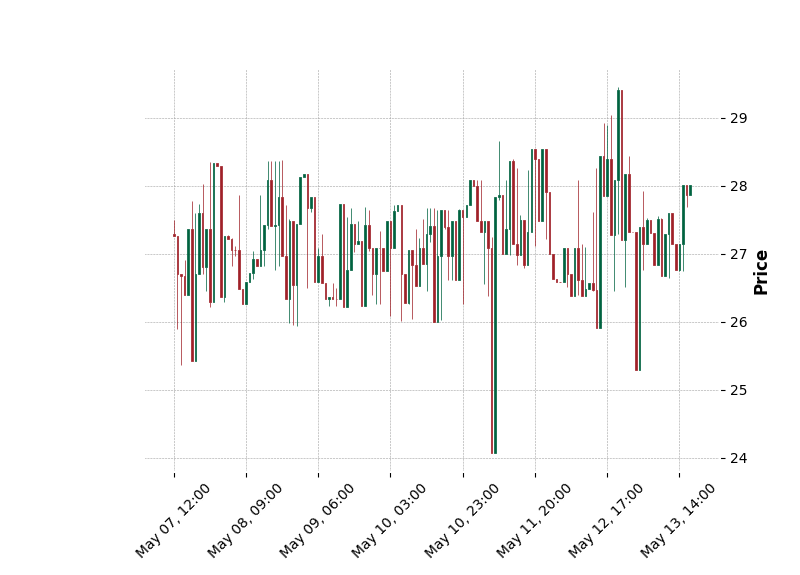 29
28
27
26
25
24
Price
May 07, 12:00
May 08, 09:00
May 09, 06:00
May 10, 03:00
May 10, 23:00
May 11, 20:00
May 12, 17:00
May 13, 14:00